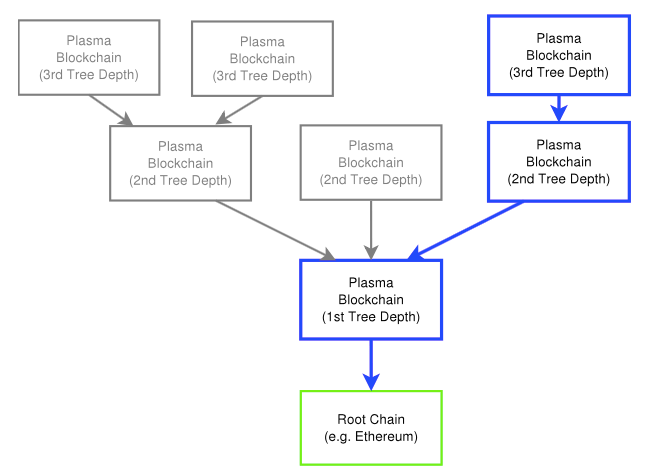 Plasma
Blockchain
(3rd Tree Depth)
Plasma
Blockchain
(3rd Tree Depth)
Plasma
Blockchain
(3rd Tree Depth)
Plasma
Blockchain
(2nd Tree Depth)
Plasma
Blockchain
(2nd Tree Depth)
Plasma
Blockchain
(2nd Tree Depth)
Plasma
Blockchain
(1st Tree Depth)
Root Chain
(e.g. Ethereum)